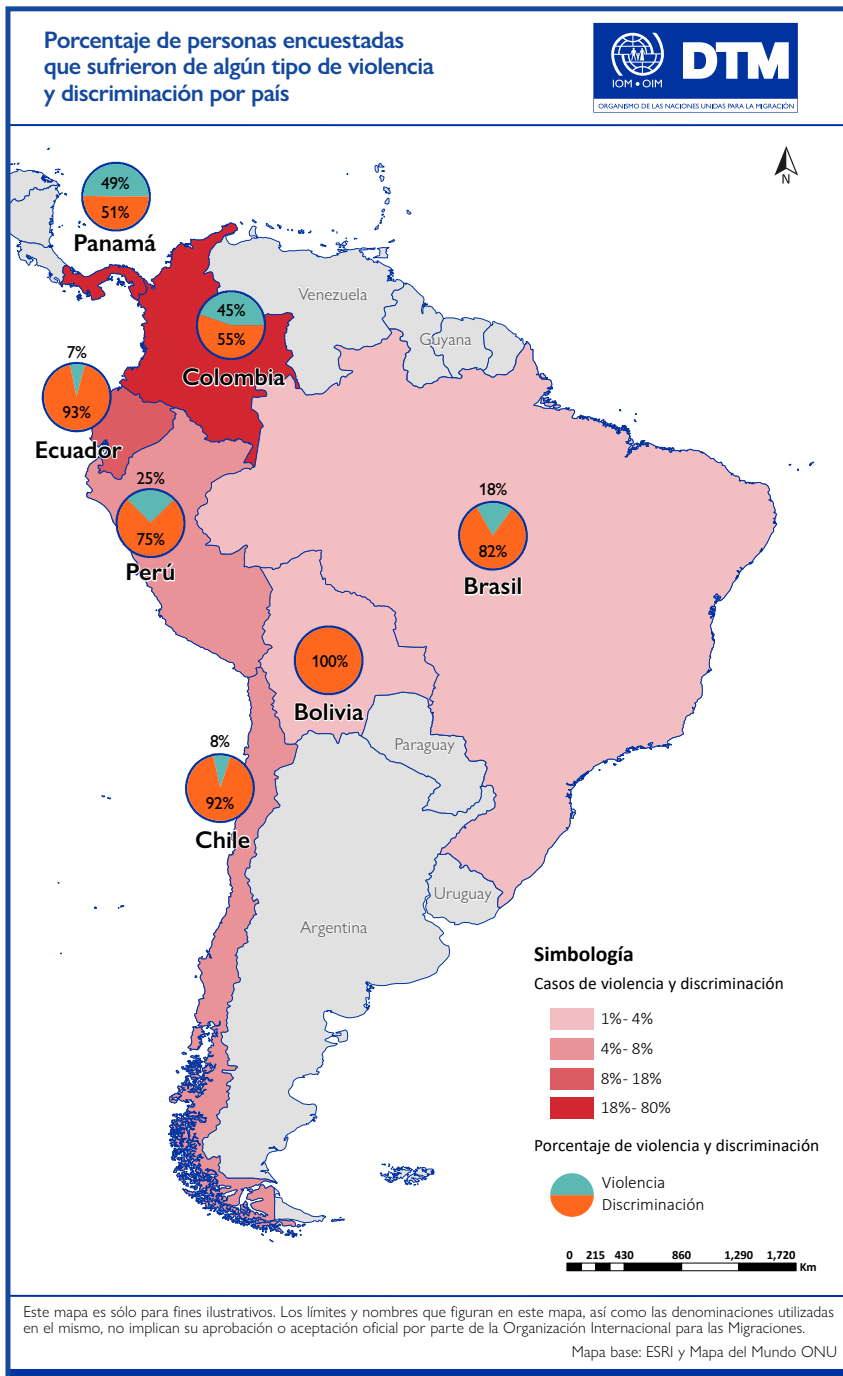 Porcentaje de personas encuestadas
que sufrieron de algún tipo de violencia
y discriminación por país
IOM • OIM
DTM
ORGANISMO DE LAS NACIONES UNIDAS PARA LA MIGRACIÓN
N
49%
51%
Panamá
Venezuela
45%
55%
Guyana
Colombia
7%
93%
Ecuador
25%
75%
Perú
18%
82%
Brasil
100%
Bolivia
Paraguay
8%
92%
Chile
Uruguay
Argentina
Simbología
Casos de violencia y discriminación
1%- 4%
4%- 8%
8%- 18%
18%- 80%
Porcentaje de violencia y discriminación
Violencia
Discriminación
0 215 430 860 1,290 1,720
Km
Este mapa es sólo para fines ilustrativos. Los límites y nombres que figuran en este mapa, así como las denominaciones utilizadas
en el mismo, no implican su aprobación o aceptación oficial por parte de la Organización Internacional para las Migraciones.
Mapa base: ESRI y Mapa del Mundo ONU